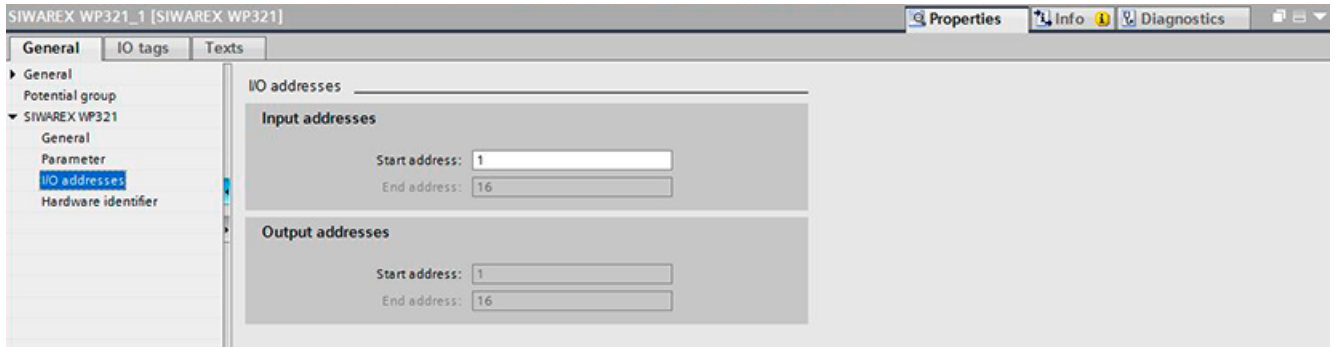 SIWAREX WP321_1 [SIWAREX WP321]
Properties Info Diagnostics
General IO tags Texts
General
Potential group
SIWAREX WP321
General
Parameter
I/O addresses
Hardware identifier
I/O addresses
Input addresses
Start address: 1
End address: 16
Output addresses
Start address: 1
End address: 16